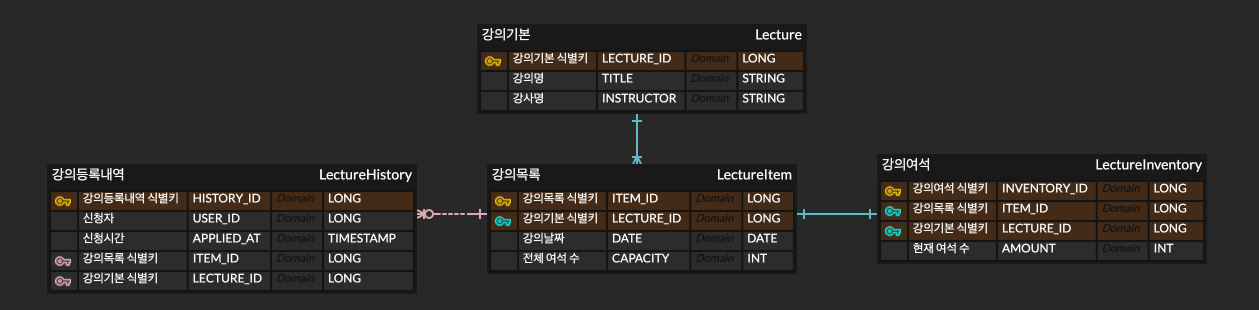 강의기본 Lecture
강의기본 식별키 LECTURE_ID Domain LONG
강의명 TITLE Domain STRING
강사명 INSTRUCTOR Domain STRING
강의등록내역 LectureHistory
강의등록내역 식별키 HISTORY_ID Domain LONG
신청자 USER_ID Domain LONG
신청시간 APPLIED_AT Domain TIMESTAMP
강의목록 식별키 ITEM_ID Domain LONG
강의기본 식별키 LECTURE_ID Domain LONG
강의목록 LectureItem
강의목록 식별키 ITEM_ID Domain LONG
강의기본 식별키 LECTURE_ID Domain LONG
강의날짜 DATE Domain DATE
전체 여석 수 CAPACITY Domain INT
강의여석 LectureInventory
강의여석 식별키 INVENTORY_ID Domain LONG
강의목록 식별키 ITEM_ID Domain LONG
강의기본 식별키 LECTURE_ID Domain LONG
현재 여석 수 AMOUNT Domain INT